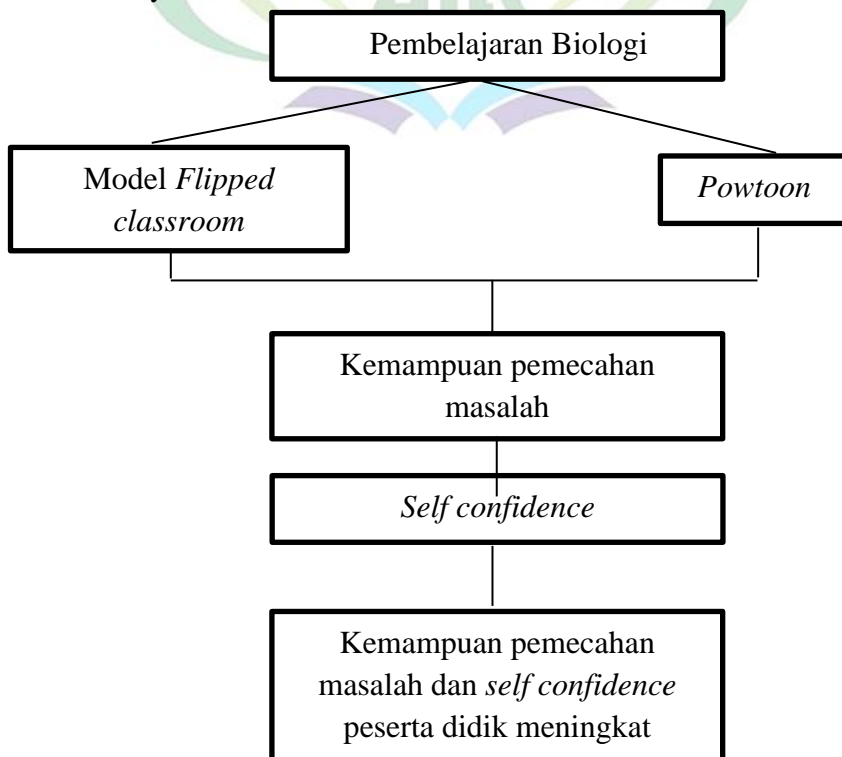 Pembelajaran Biologi
Model Flipped
classroom
Powtoon
Kemampuan pemecahan
masalah
Self confidence
Kemampuan pemecahan
masalah dan self confidence
peserta didik meningkat